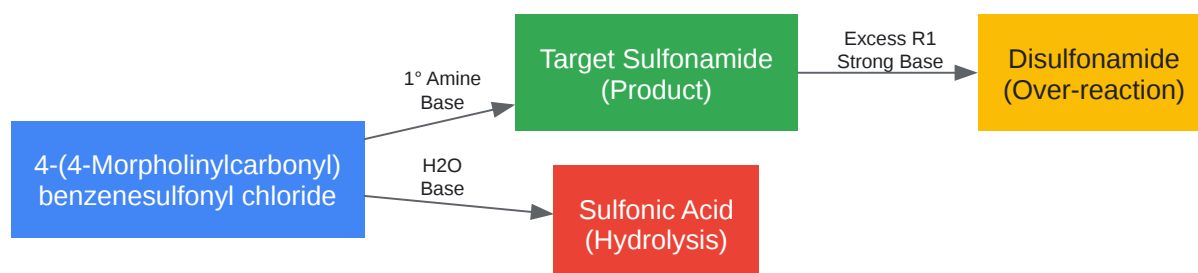 4-(4-Morpholinylcarbonyl)
benzenesulfonyl chloride
1° Amine
Base
H2O
Base
Target Sulfonamide
(Product)
Sulfonic Acid
(Hydrolysis)
Excess R1
Strong Base
Disulfonamide
(Over-reaction)